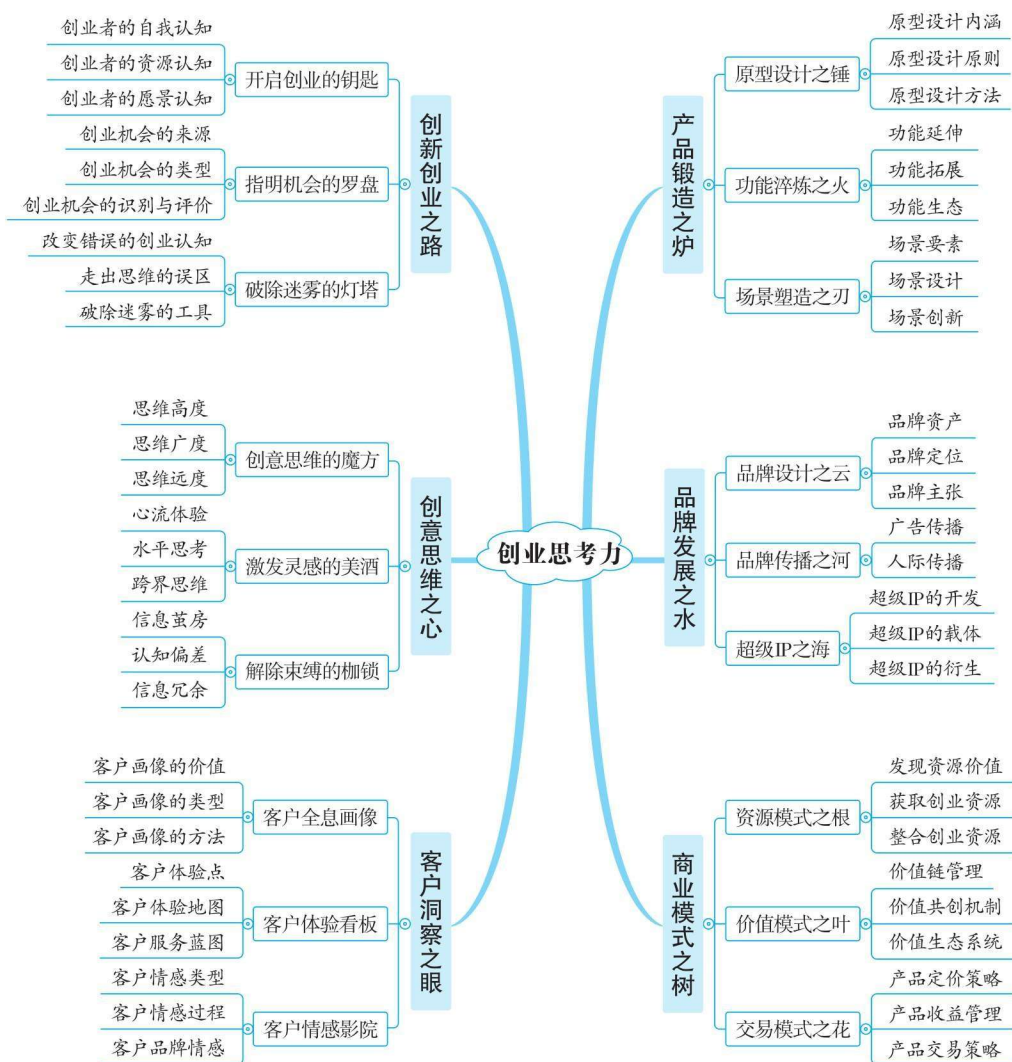 创业思考力
创新创业之路
开启创业的钥匙
创业者的自我认知
创业者的资源认知
创业者的愿景认知
指明机会的罗盘
创业机会的来源
创业机会的类型
创业机会的识别与评价
破除迷雾的灯塔
改变错误的创业认知
走出思维的误区
破除迷雾的工具
创意思维之心
创意思维的魔方
思维高度
思维广度
思维远度
激发灵感的美酒
心流体验
水平思考
跨界思维
解除束缚的枷锁
信息茧房
认知偏差
信息冗余
客户洞察之眼
客户全息画像
客户画像的价值
客户画像的类型
客户画像的方法
客户体验看板
客户体验点
客户体验地图
客户服务蓝图
客户情感影院
客户情感类型
客户情感过程
客户品牌情感
产品锻造之炉
原型设计之锤
原型设计内涵
原型设计原则
原型设计方法
功能淬炼之火
功能延伸
功能拓展
功能生态
场景塑造之刃
场景要素
场景设计
场景创新
品牌发展之水
品牌设计之云
品牌资产
品牌定位
品牌主张
品牌传播之河
广告传播
人际传播
超级IP之海
超级IP的开发
超级IP的载体
超级IP的衍生
商业模式之树
资源模式之根
发现资源价值
获取创业资源
整合创业资源
价值模式之叶
价值链管理
价值共创机制
价值生态系统
交易模式之花
产品定价策略
产品收益管理
产品交易策略